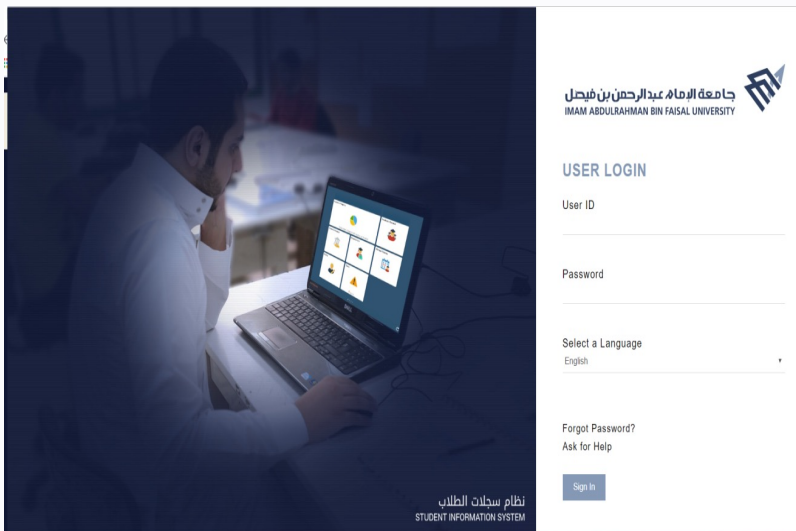 جامعة الإمام عبدالرحمن بن فيصل
IMAM ABDULRAHMAN BIN FAISAL UNIVERSITY
USER LOGIN
User ID
Password
Select a Language
English
Forgot Password?
Ask for Help
Sign In
نظام سجلات الطلاب
STUDENT INFORMATION SYSTEM